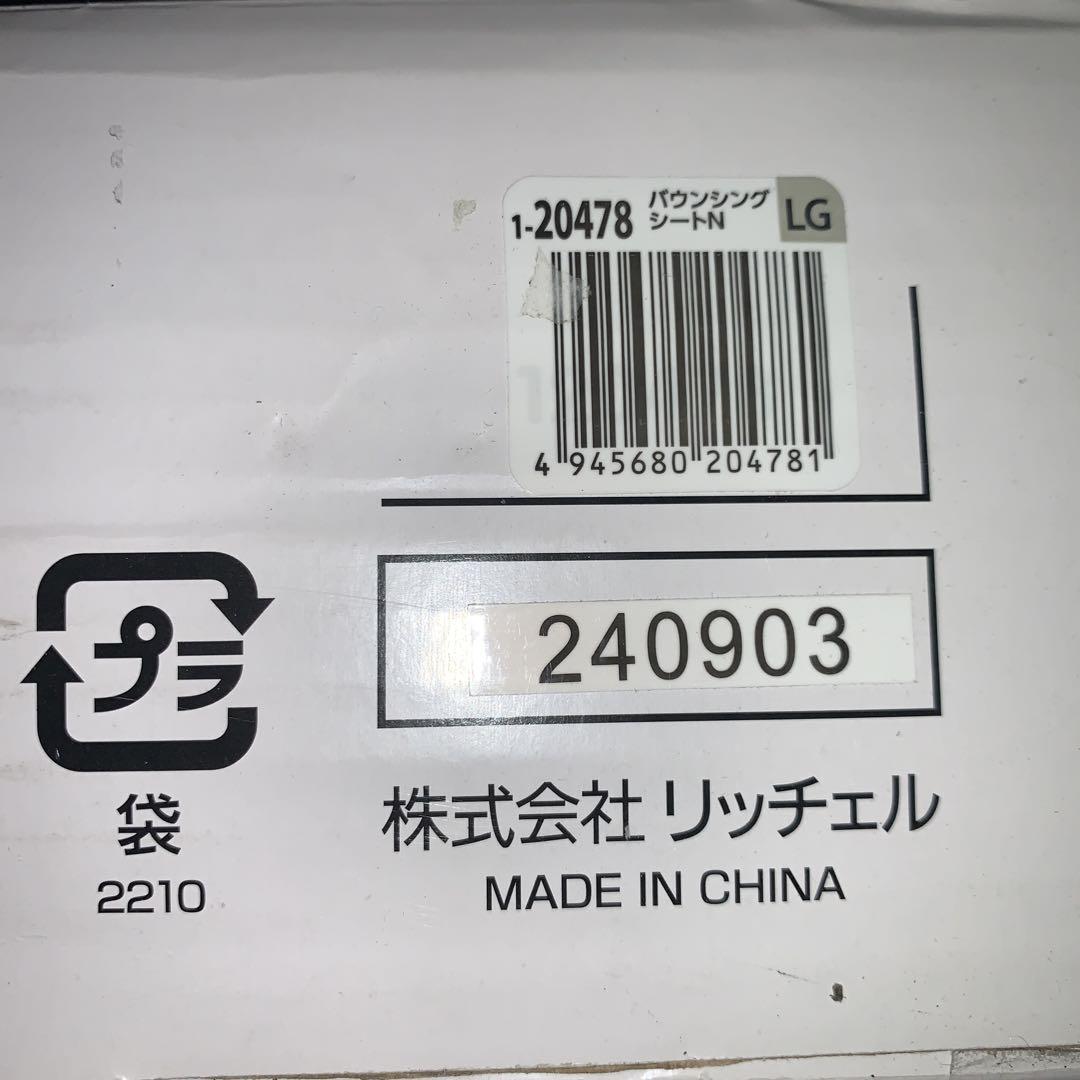 1-20478 バウンシング
シートN
LG
4 945680 204781
240903
プラ
袋
2210
株式会社 リッチェル
MADE IN CHINA